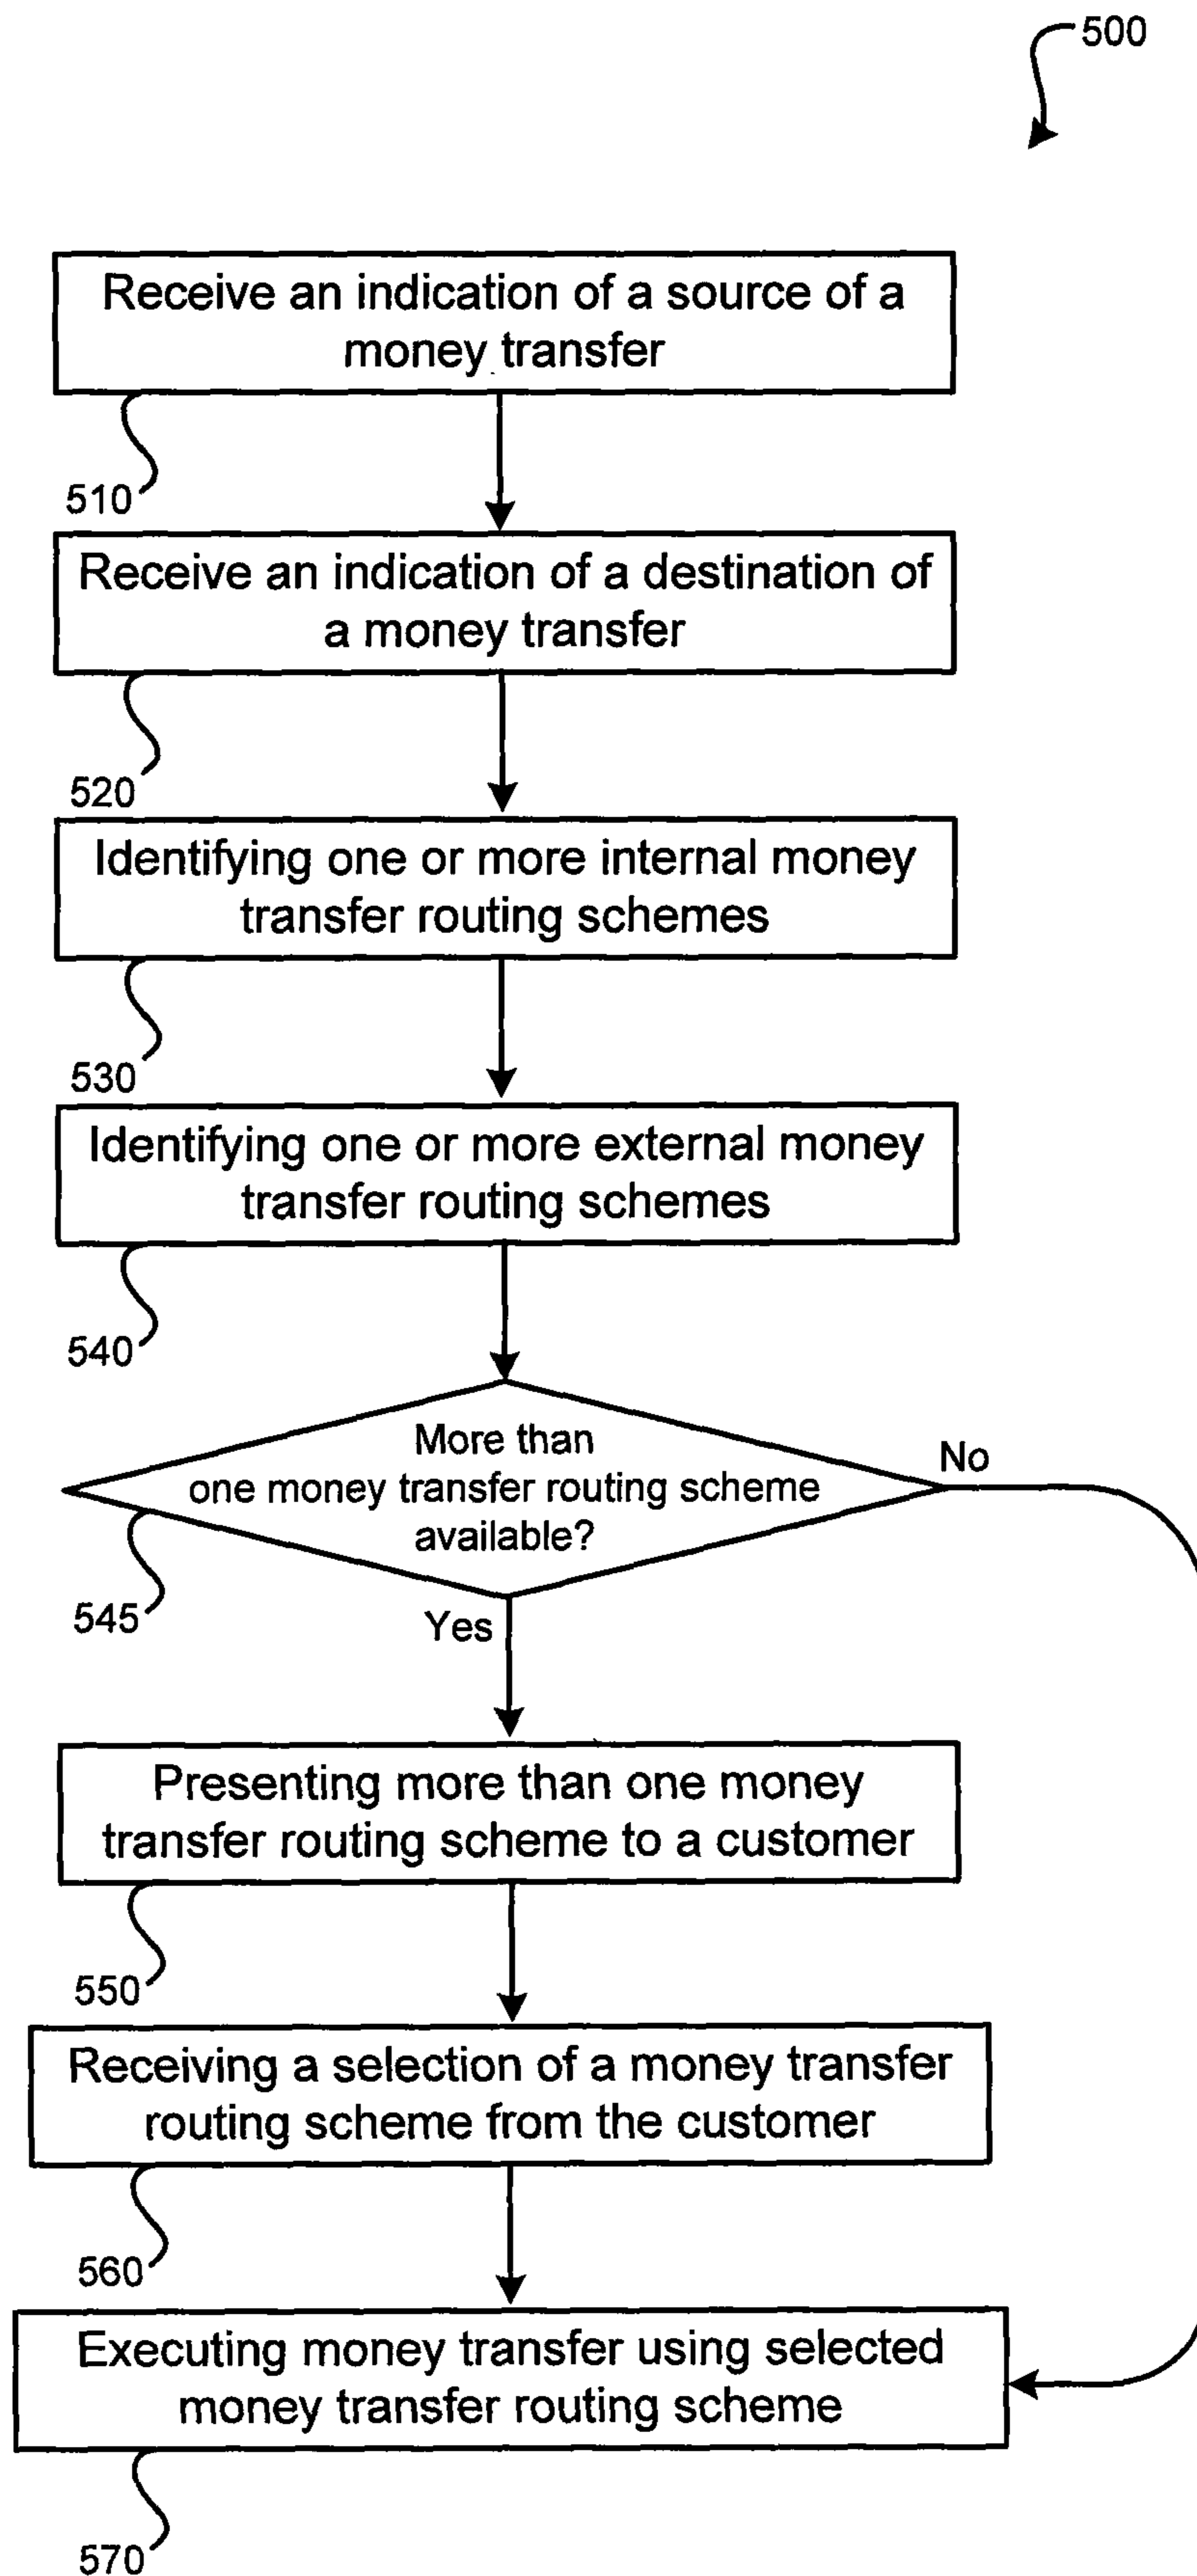 500
Receive an indication of a source of a
money transfer
510
Receive an indication of a destination of
a money transfer
520
Identifying one or more internal money
transfer routing schemes
530
Identifying one or more external money
transfer routing schemes
540
More than
one money transfer routing scheme
available?
No
545
Yes
Presenting more than one money
transfer routing scheme to a customer
550
Receiving a selection of a money transfer
routing scheme from the customer
560
Executing money transfer using selected
money transfer routing scheme
570